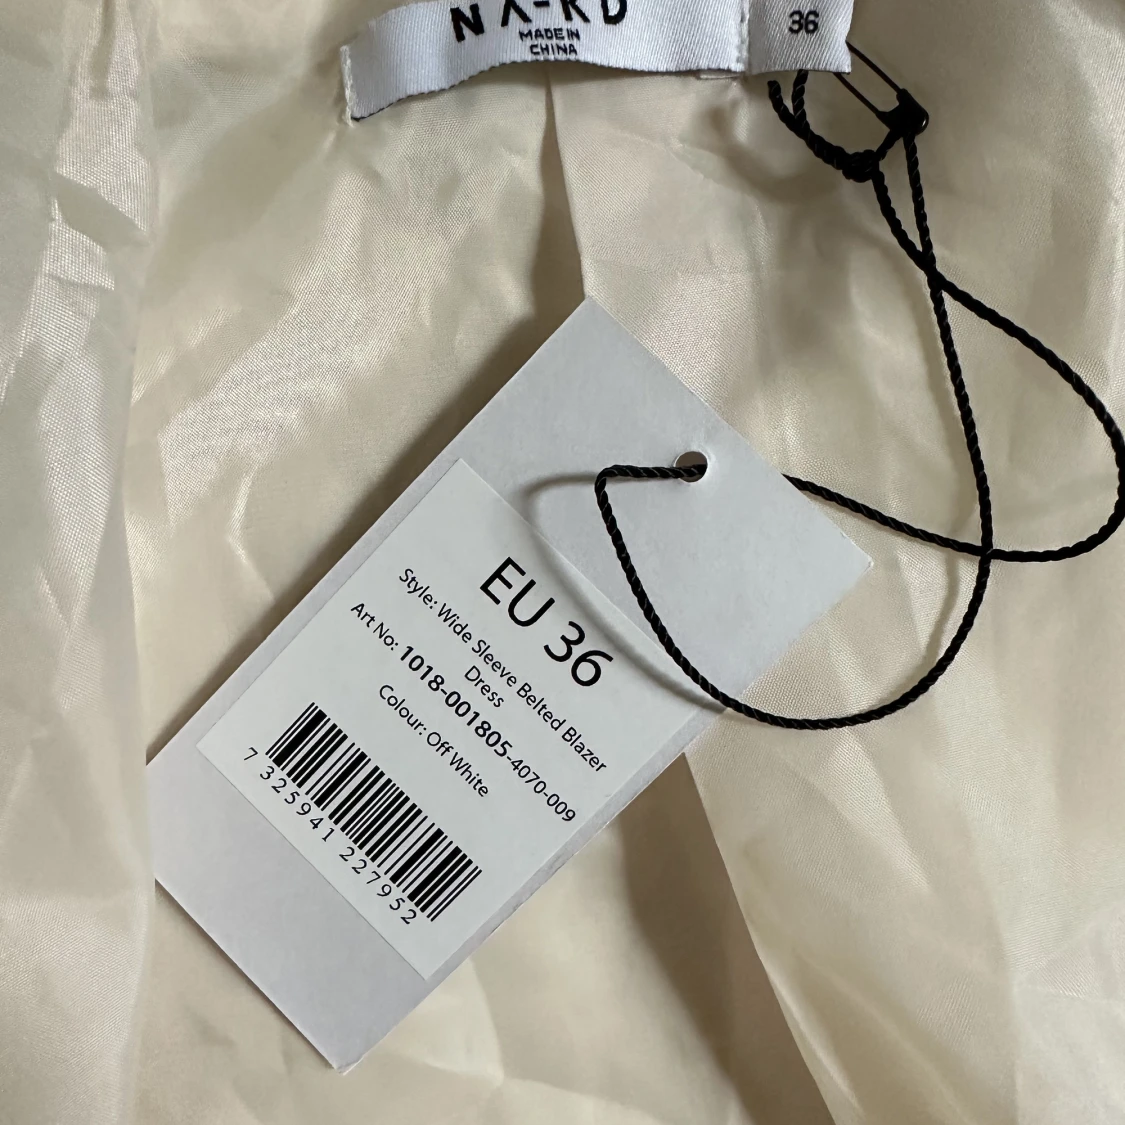 NA-KD
MADE IN
CHINA
36
EU 36
Style: Wide Sleeve Belted Blazer
Dress
Art No: 1018-001805-4070-009
Colour: Off White
7 325941 227952